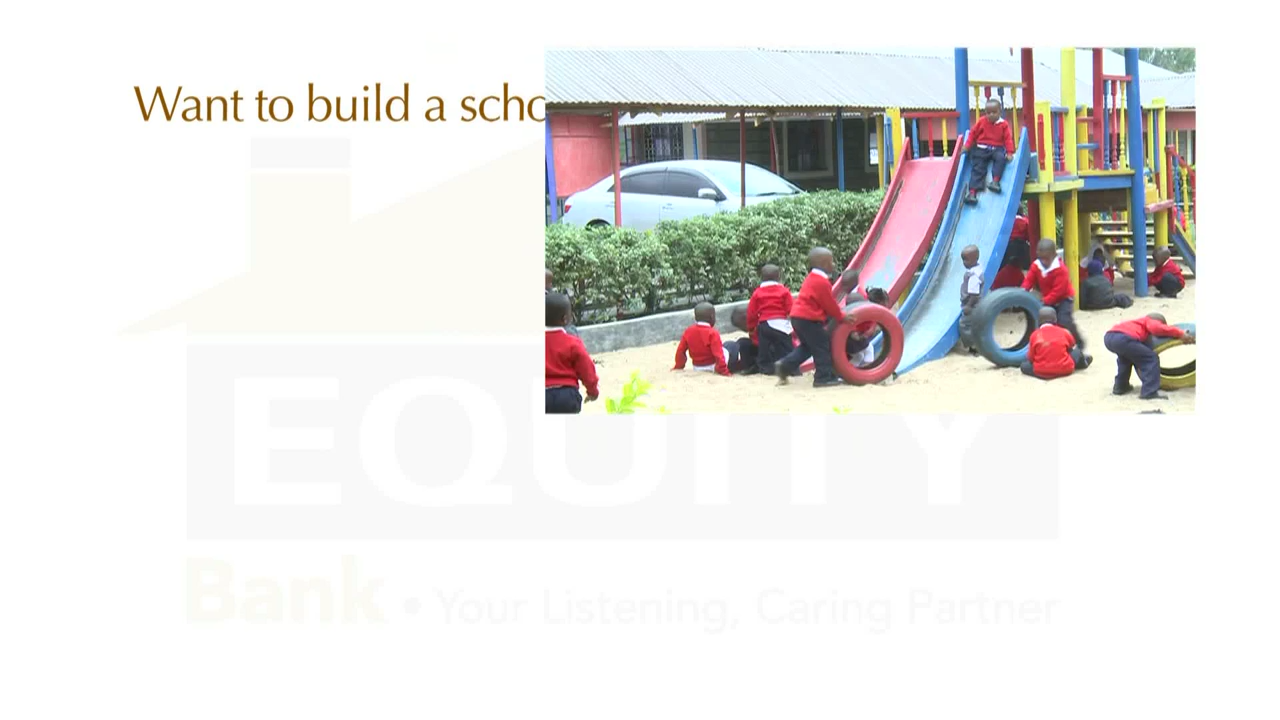 Want to build a scho
EQUITY
Bank • Your Listening, Caring Partner